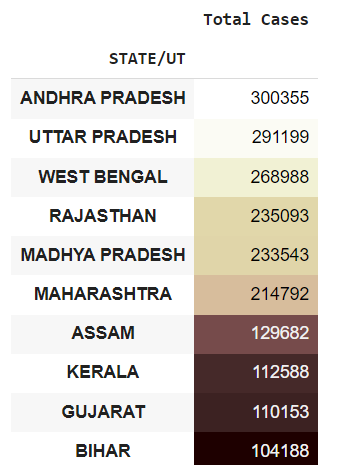 Total Cases
STATE/UT
ANDHRA PRADESH 300355
UTTAR PRADESH 291199
WEST BENGAL 268988
RAJASTHAN 235093
MADHYA PRADESH 233543
MAHARASHTRA 214792
ASSAM 129682
KERALA 112588
GUJARAT 110153
BIHAR 104188